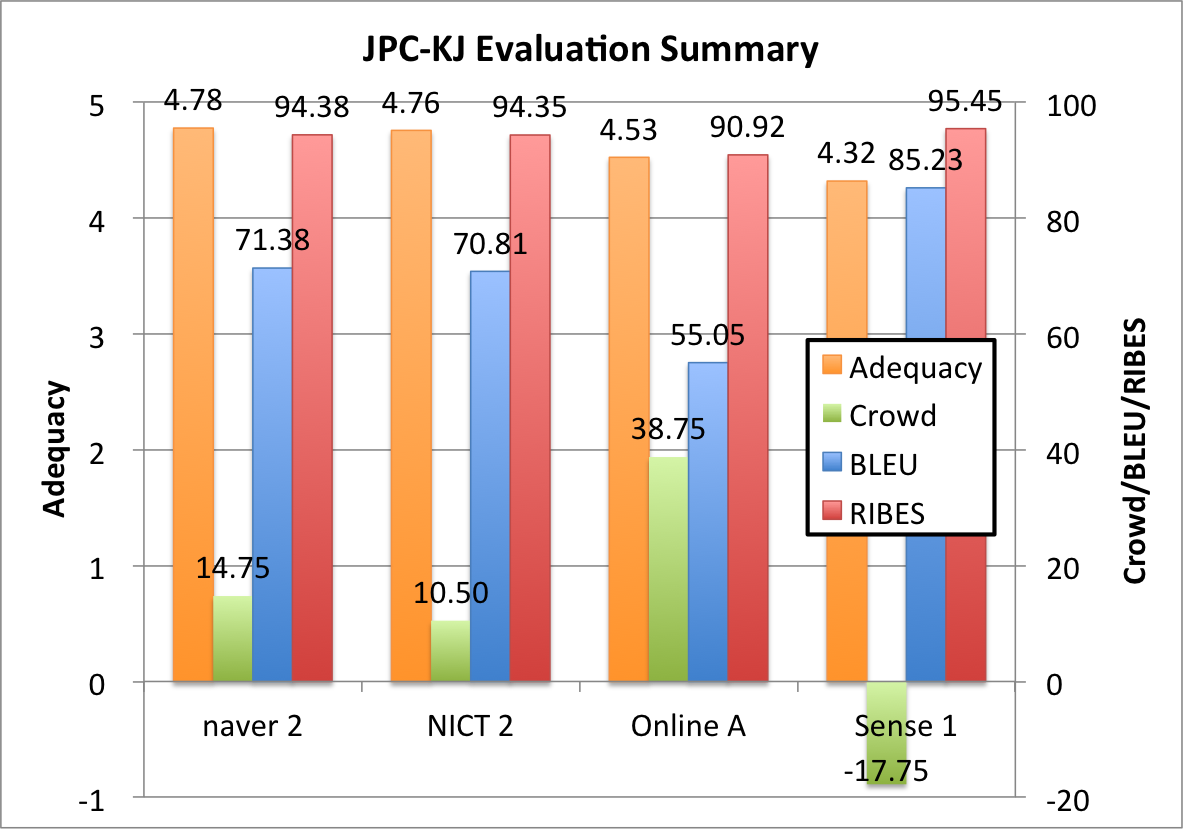 JPC-KJ Evaluation Summary
5
4
3
2
1
0
-1
Adequacy
4.78
14.75
71.38
94.38
4.76
10.50
70.81
94.35
4.53
38.75
55.05
90.92
4.32
-17.75
85.23
95.45
Adequacy
Crowd
BLEU
RIBES
naver 2
NICT 2
Online A
Sense 1
100
80
60
40
20
0
-20
Crowd/BLEU/RIBES